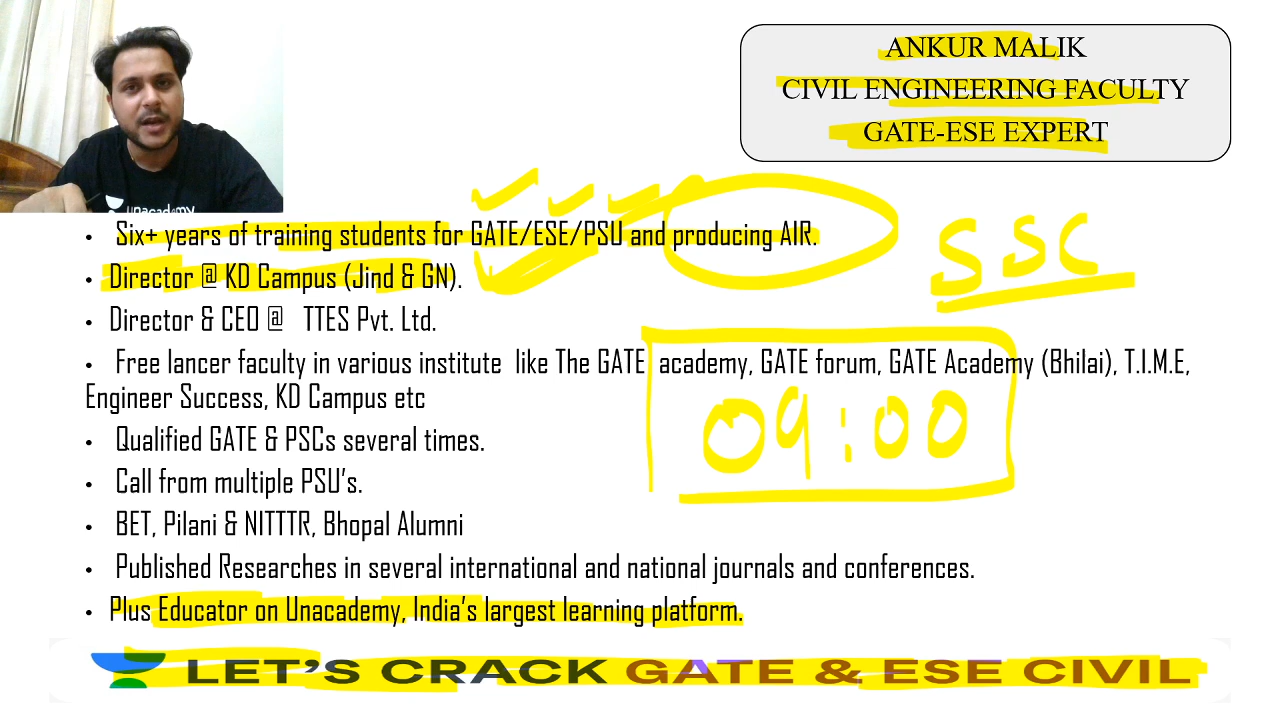 ANKUR MALIK
CIVIL ENGINEERING FACULTY
GATE-ESE EXPERT
unacademy
• Six+ years of training students for GATE/ESE/PSU and producing AIR.
SSC
• Director @ KD Campus (Jind & GN).
• Director & CEO @ TTES Pvt. Ltd.
• Free lancer faculty in various institute like The GATE academy, GATE forum, GATE Academy (Bhilai), T.I.M.E,
Engineer Success, KD Campus etc
09:00
• Qualified GATE & PSCs several times.
• Call from multiple PSU's.
• BET, Pilani & NITTTR, Bhopal Alumni
• Published Researches in several international and national journals and conferences.
• Plus Educator on Unacademy, India's largest learning platform.
LET'S CRACK GATE & ESE CIVIL